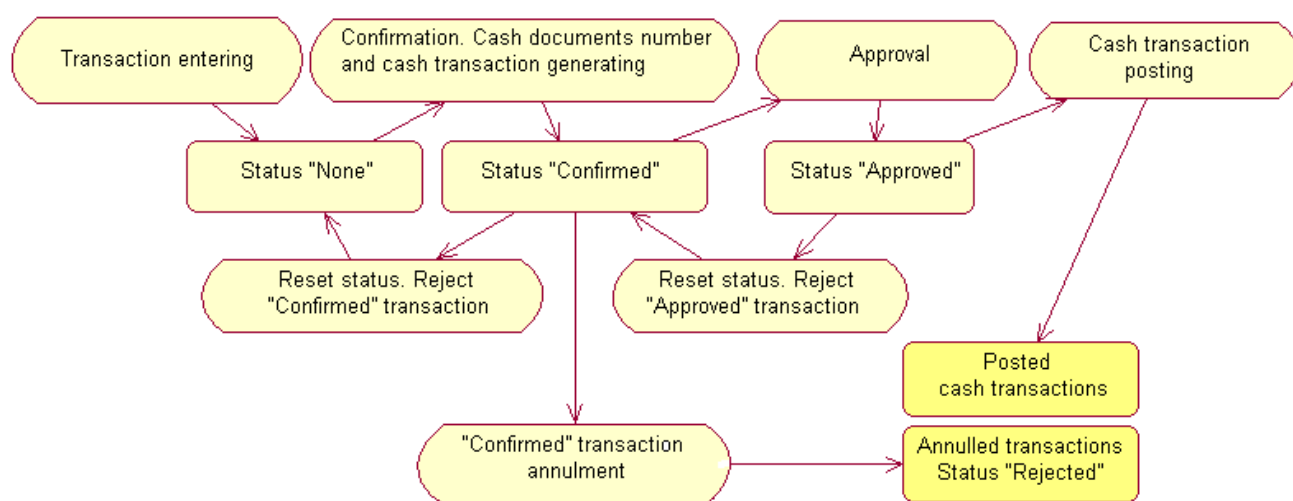 Transaction entering
Confirmation. Cash documents number
and cash transaction generating
Approval
Cash transaction
posting
Status "None"
Status "Confirmed"
Status "Approved"
Reset status. Reject
"Confirmed" transaction
Reset status. Reject
"Approved" transaction
Posted
cash transactions
"Confirmed" transaction
annulment
Annulled transactions
Status "Rejected"